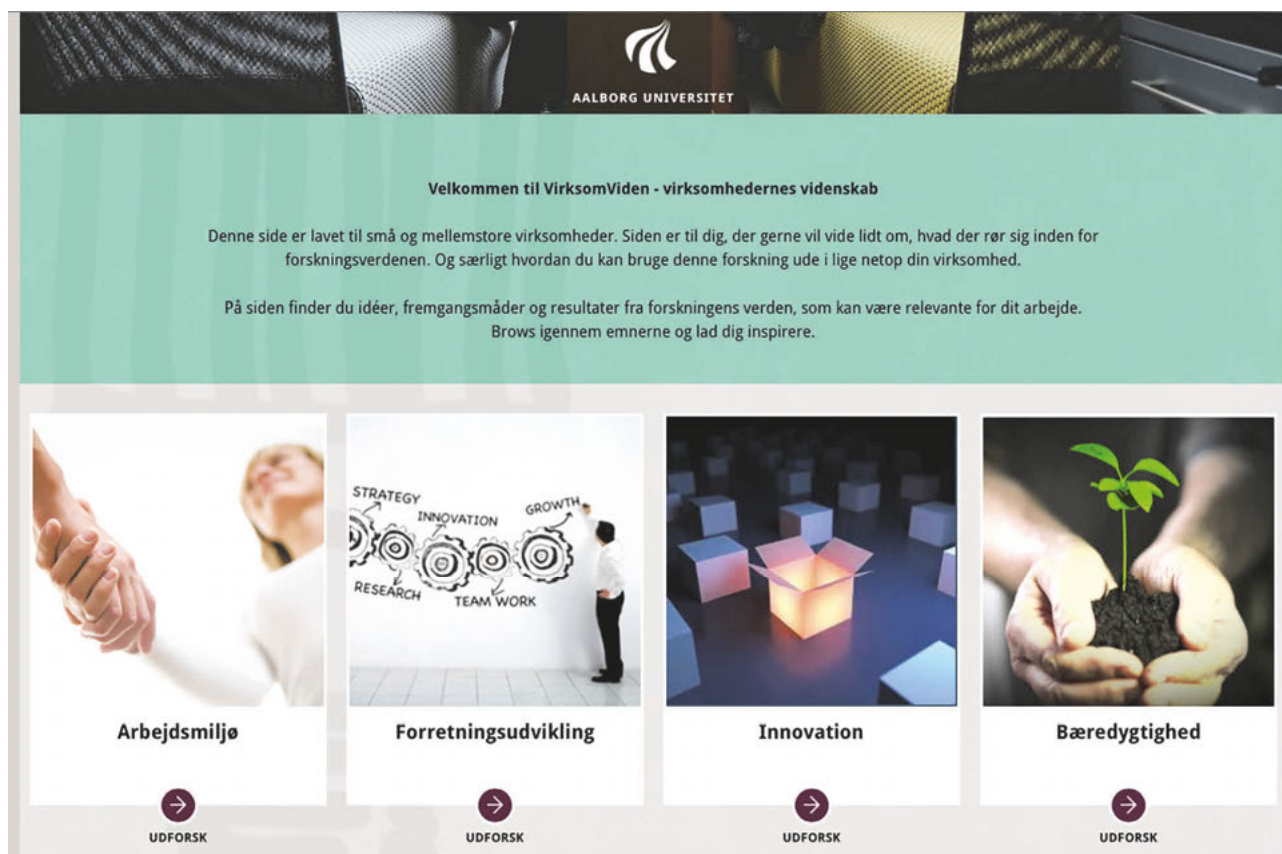 AALBORG UNIVERSITET
Velkommen til VirksomViden - virksomhedernes videnskab
Denne side er lavet til små og mellemstore virksomheder. Siden er til dig, der gerne vil vide lidt om, hvad der rør sig inden for
forskningsverdenen. Og særligt hvordan du kan bruge denne forskning ude i lige netop din virksomhed.
På siden finder du idéer, fremgangsmåder og resultater fra forskningens verden, som kan være relevante for dit arbejde.
Brows igennem emnerne og lad dig inspirere.
STRATEGY
INNOVATION
GROWTH
RESEARCH
TEAM WORK
Arbejdsmiljø
Forretningsudvikling
Innovation
Bæredygtighed
UDFORSK
UDFORSK
UDFORSK
UDFORSK